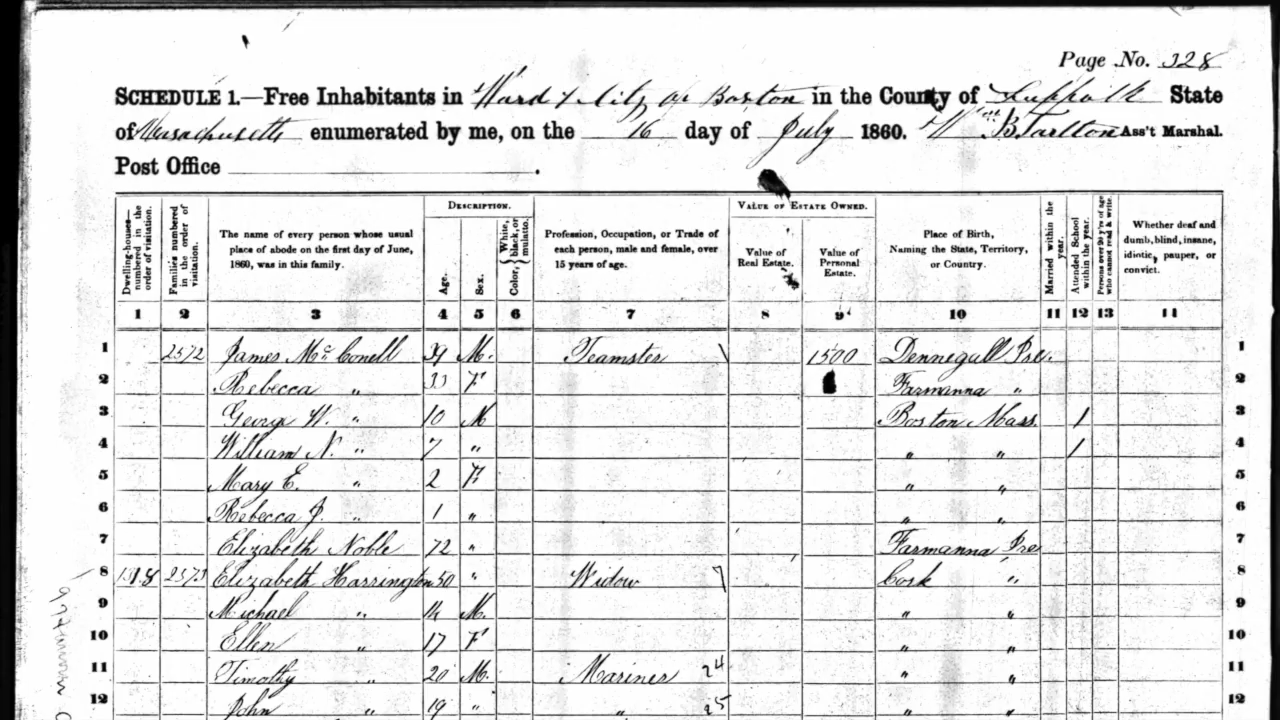 Page No. 328
SCHEDULE 1.—Free Inhabitants in Ward 7 City of Boston in the County of Suffolk State
of Massachusetts enumerated by me, on the 16 day of July 1860. Wm B. Tarlton Ass't Marshal.
Post Office
DESCRIPTION. VALUE OF ESTATE OWNED.
Dwelling-houses—numbered in the order of visitation. Families numbered in the order of visitation. The name of every person whose usual place of abode on the first day of June, 1860, was in this family. Age. Sex. Color, White, black, or mulatto. Profession, Occupation, or Trade of each person, male and female, over 15 years of age. Value of Real Estate. Value of Personal Estate. Place of Birth, Naming the State, Territory, or Country. Married within the year. Attended School within the year. Persons over 20 y'rs of age who cannot read & write. Whether deaf and dumb, blind, insane, idiotic, pauper, or convict.
1 2 3 4 5 6 7 8 9 10 11 12 13 14
1 2572 James Mc Conell 39 M. Teamster \ 1500 Dennegall Ire. 1
2 Rebecca " 33 F Farmanna " 2
3 George W. " 10 M Boston Mass. / 3
4 William N. " 7 " " " / 4
5 Mary E. " 2 F. " " 5
6 Rebecca J. " 1 " " " 6
7 Elizabeth Noble 72 " Farmanna Ire 7
8 1318 2573 Elizabeth Harrington 50 " Widow 7 Cork " 8
9 Michael " 14 M. " " 9
10 Ellen " 17 F " " 10
11 Timothy " 20 M. Mariner 24 " " 11
12 John " 19 " " 25 " " 12